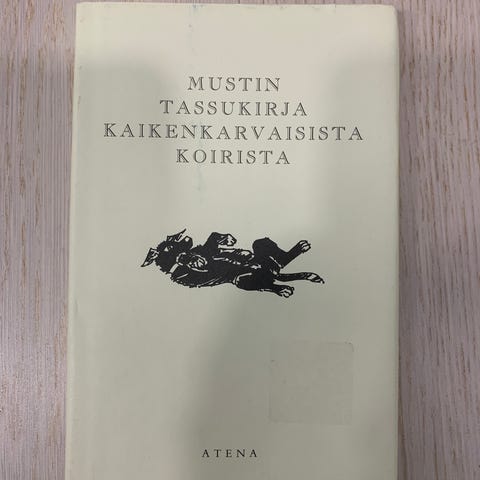 MUSTIN
TASSUKIRJA
KAIKENKARVAISISTA
KOIRISTA
ATENA